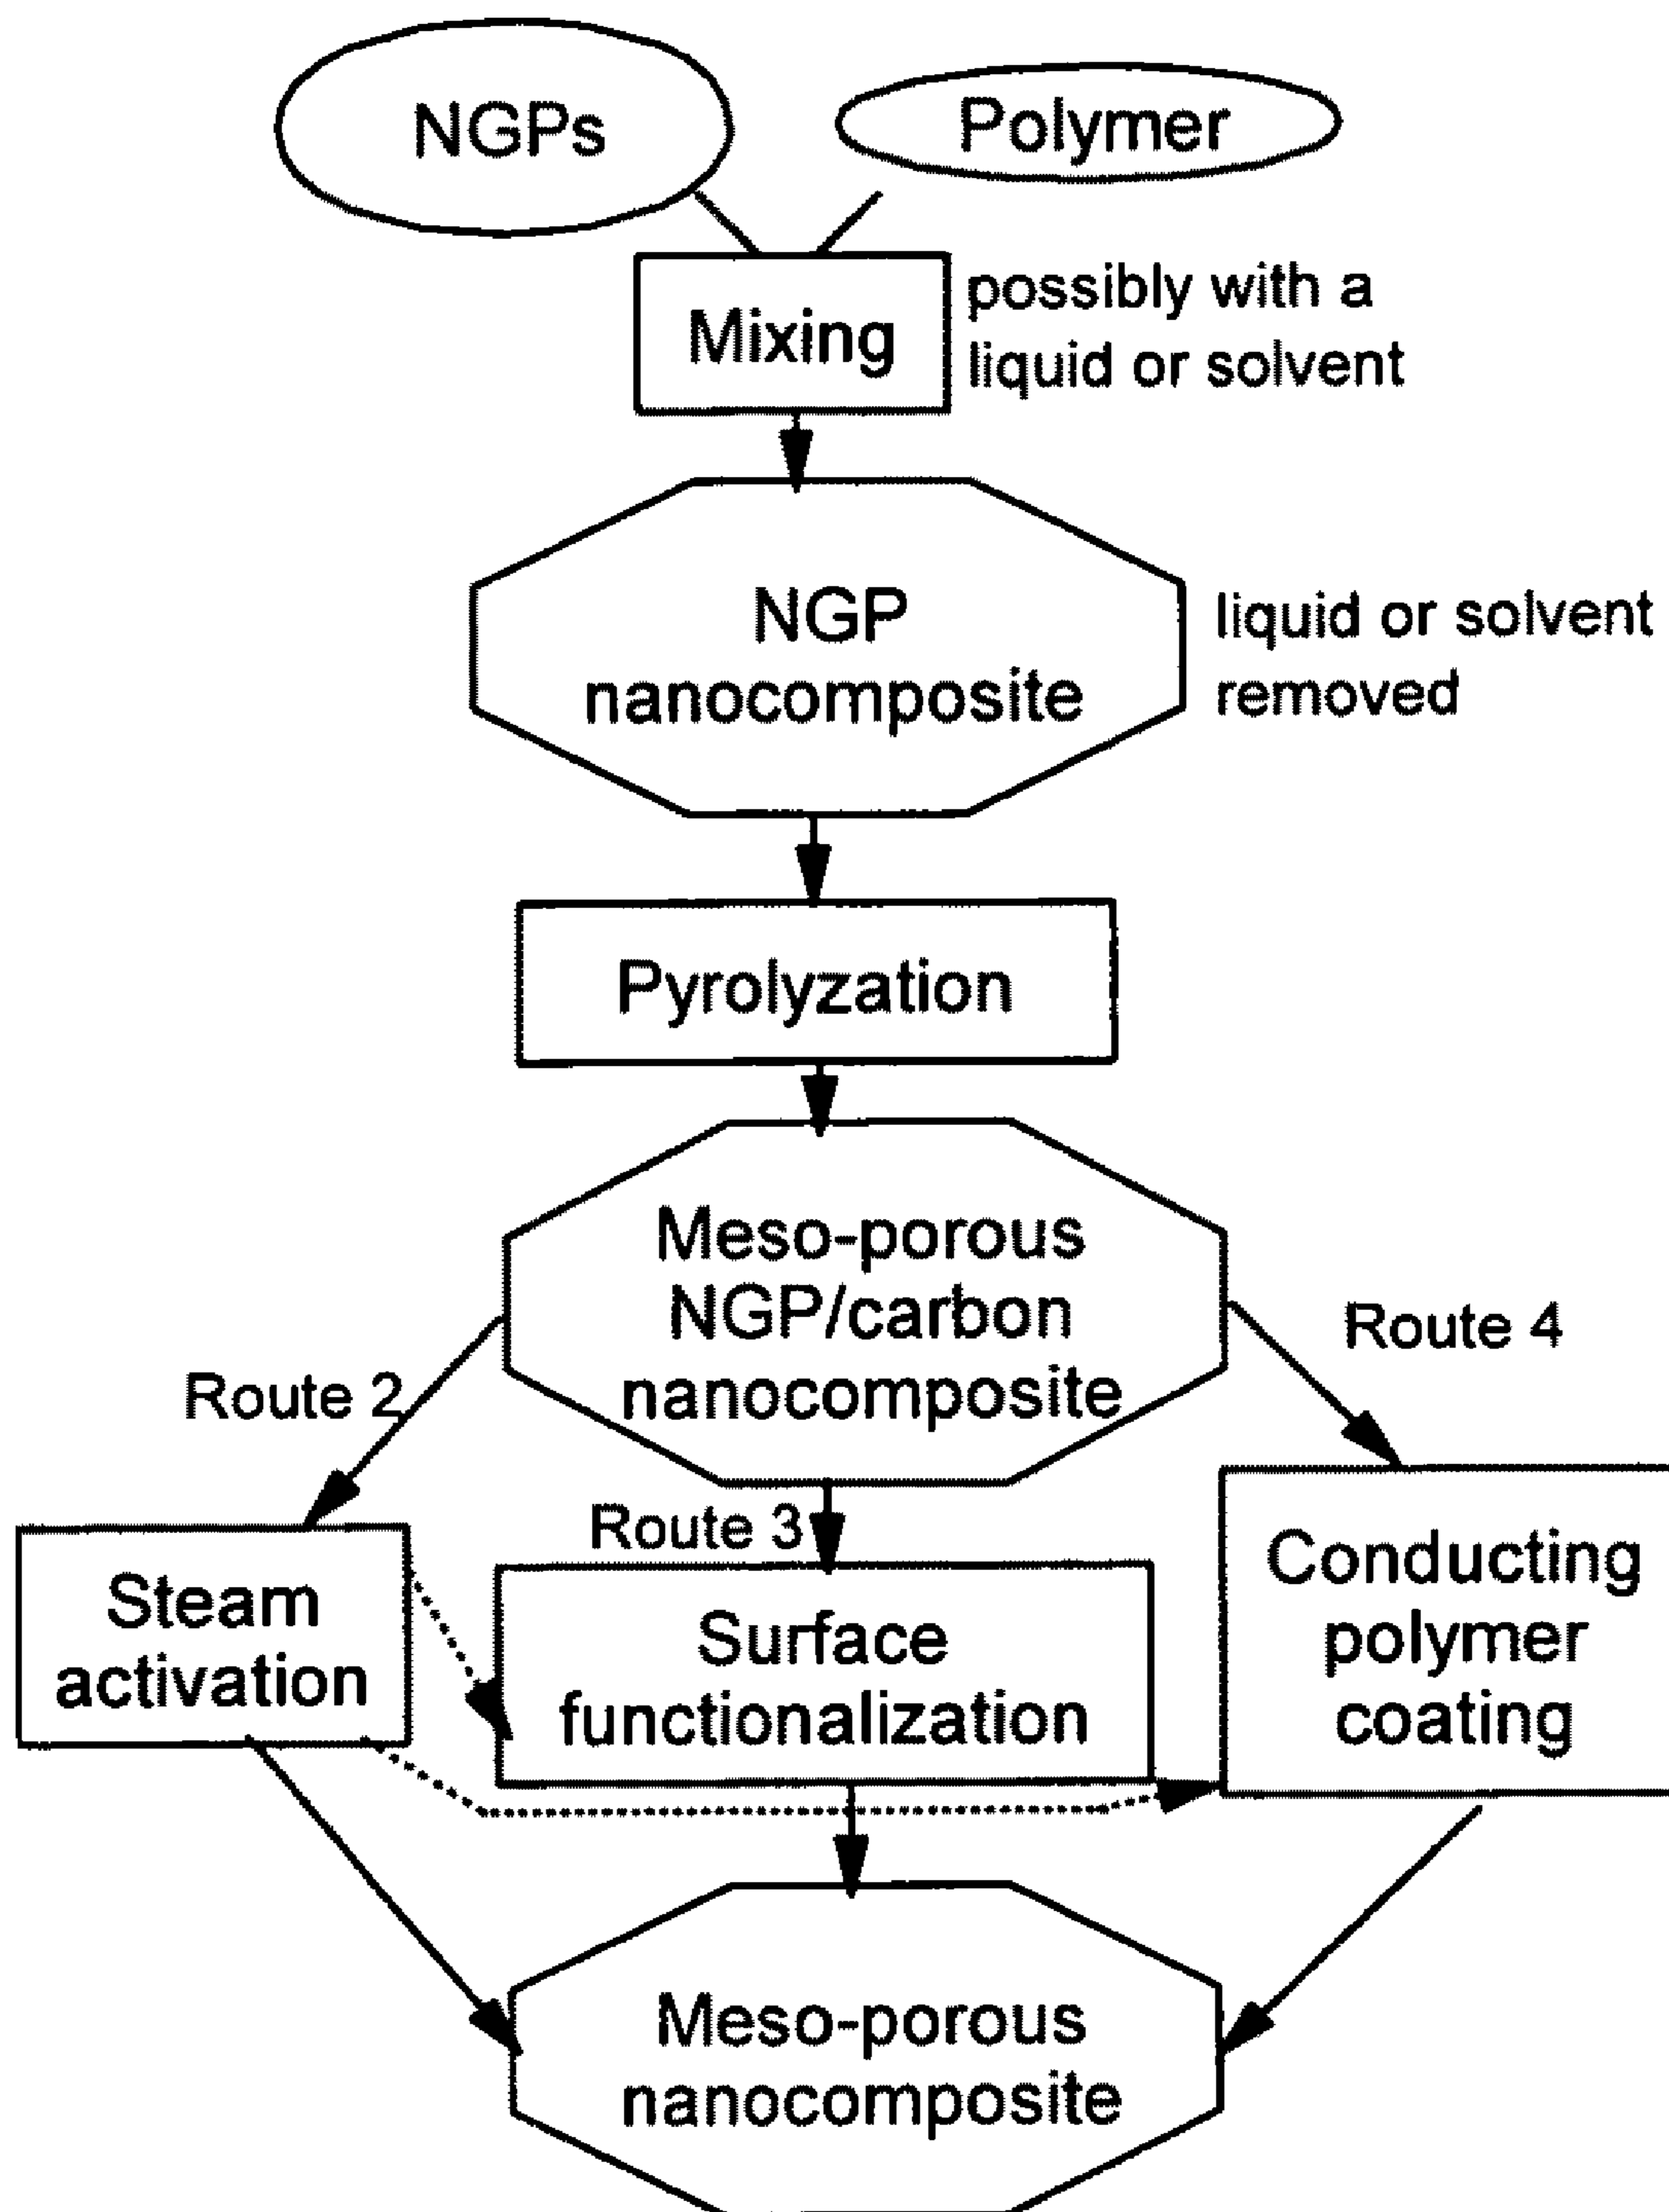 NGPs
Polymer
Mixing
possibly with a
liquid or solvent
NGP
nanocomposite
liquid or solvent
removed
Pyrolyzation
Meso-porous
NGP/carbon
nanocomposite
Route 4
Route 2
Route 3
Steam
activation
Surface
functionalization
Conducting
polymer
coating
Meso-porous
nanocomposite